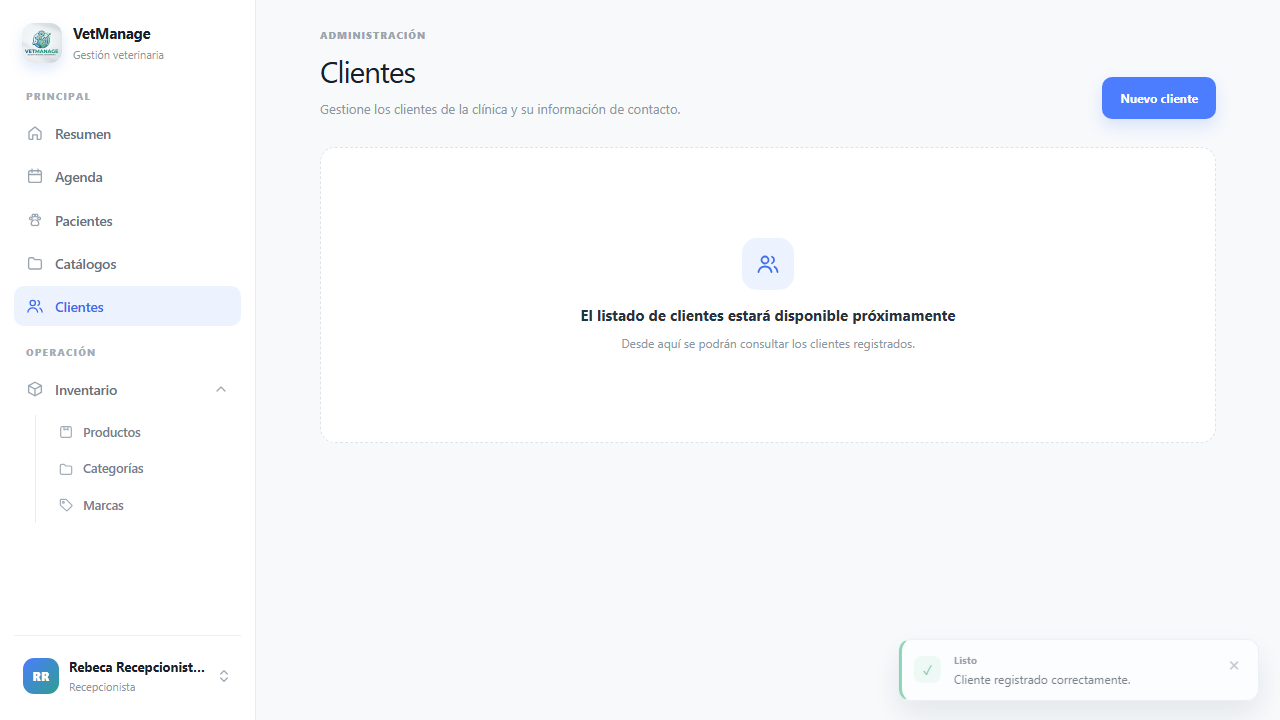 VETMANAGE
VetManage
Gestión veterinaria
PRINCIPAL
Resumen
Agenda
Pacientes
Catálogos
Clientes
OPERACIÓN
Inventario
Productos
Categorías
Marcas
RR
Rebeca Recepcionist...
Recepcionista
ADMINISTRACIÓN
Clientes
Gestione los clientes de la clínica y su información de contacto.
Nuevo cliente
El listado de clientes estará disponible próximamente
Desde aquí se podrán consultar los clientes registrados.
Listo
Cliente registrado correctamente.